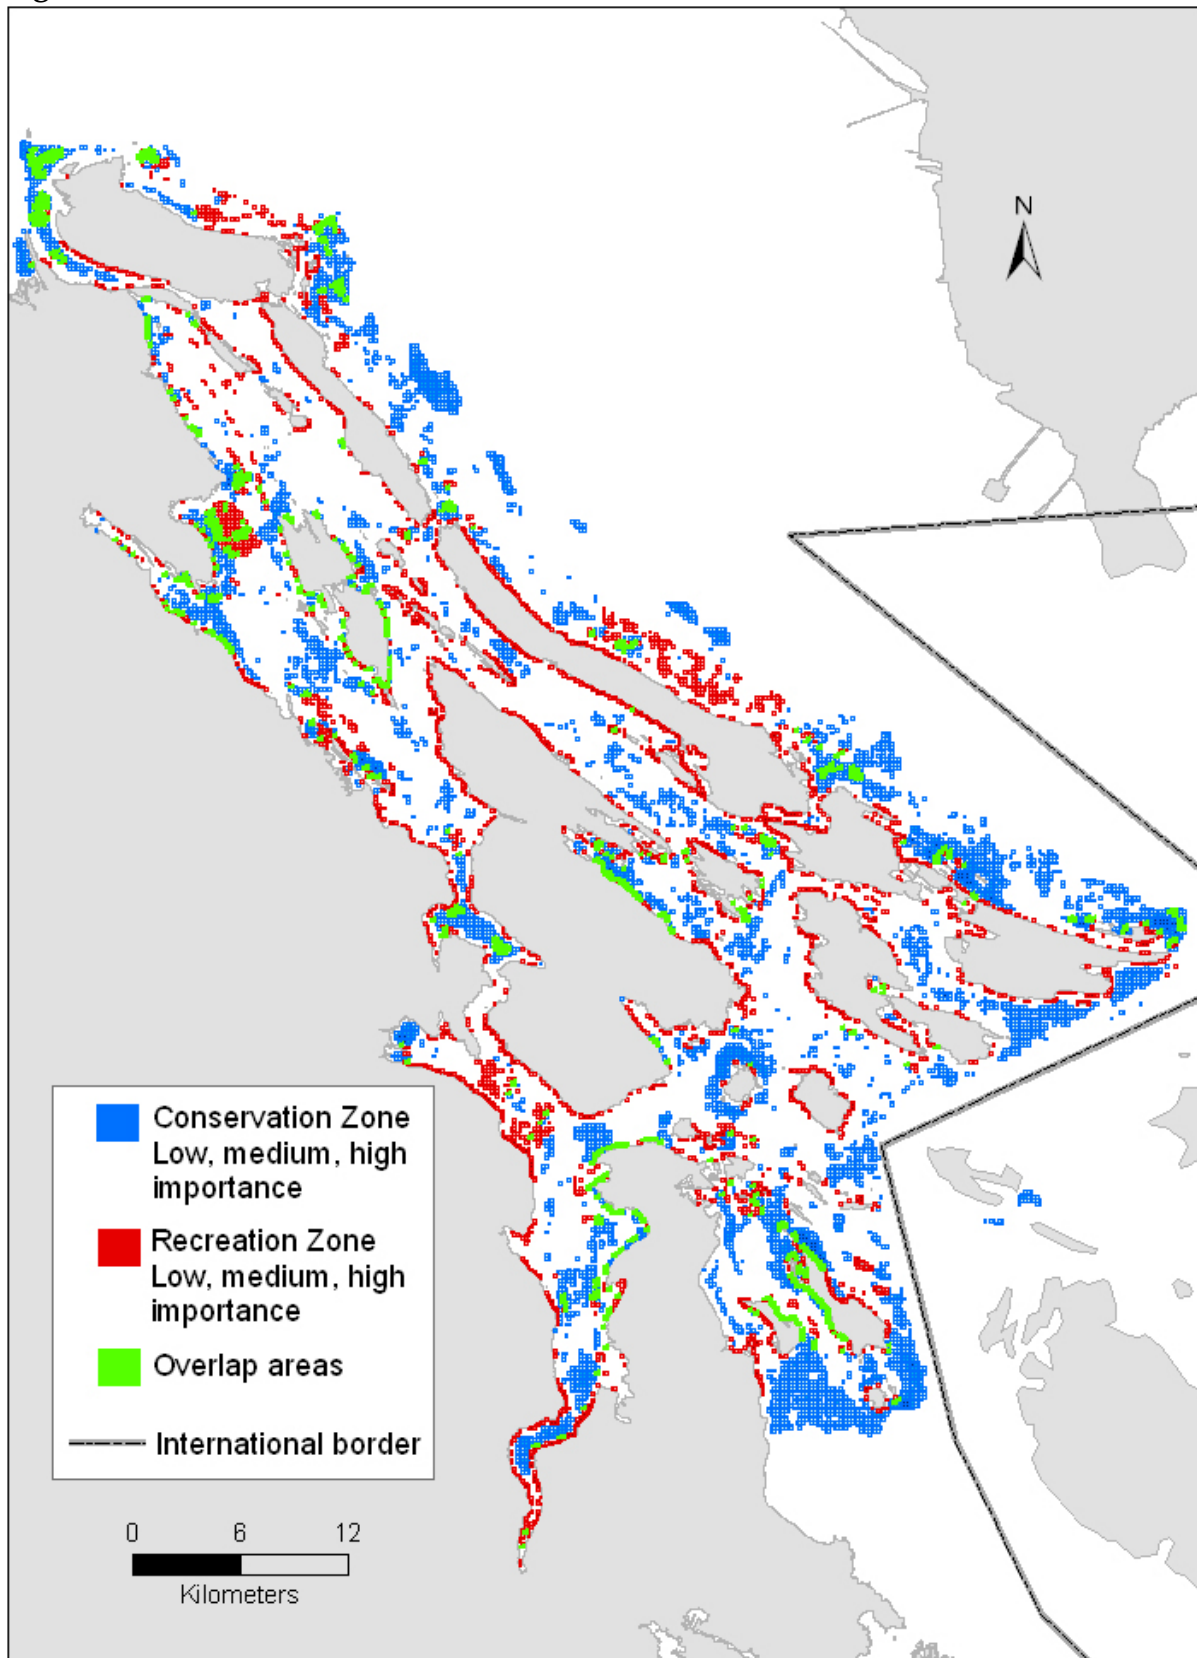 N
Conservation Zone
Low, medium, high
importance
Recreation Zone
Low, medium, high
importance
Overlap areas
International border
0 6 12
Kilometers